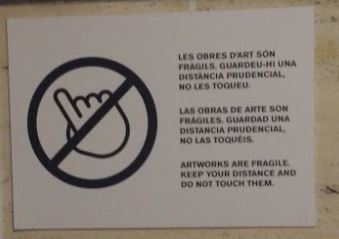 LES OBRES D'ART SÓN
FRÀGILS. GUARDEU-HI UNA
DISTÀNCIA PRUDENCIAL,
NO LES TOQUEU.
LAS OBRAS DE ARTE SON
FRÁGILES. GUARDAD UNA
DISTANCIA PRUDENCIAL,
NO LAS TOQUÉIS.
ARTWORKS ARE FRAGILE.
KEEP YOUR DISTANCE AND
DO NOT TOUCH THEM.